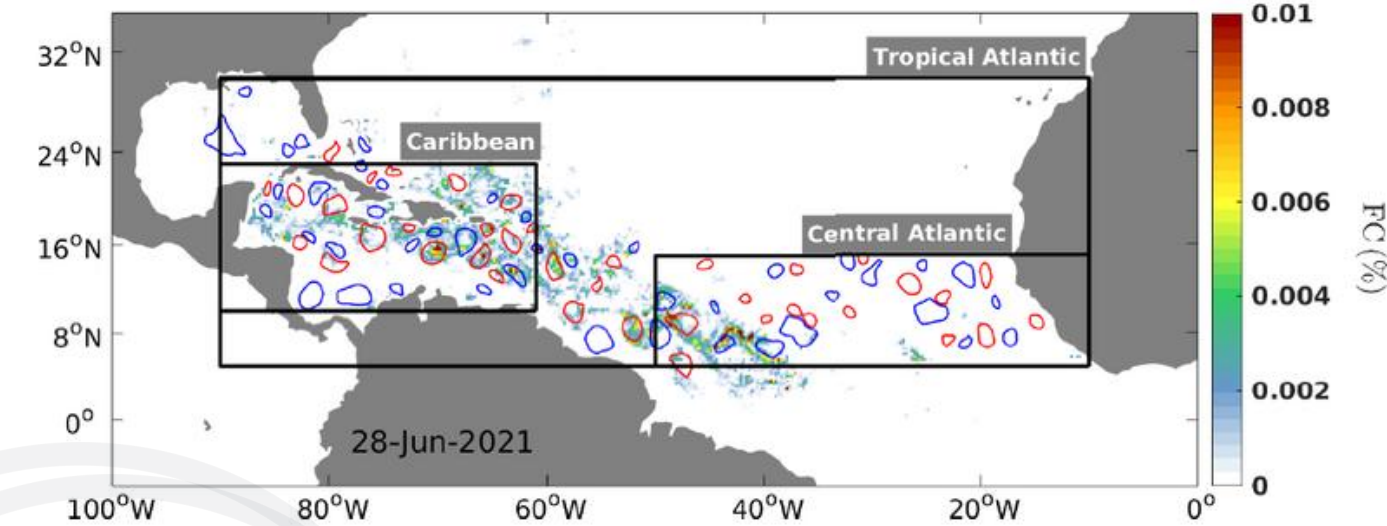 0.01
32°N
Tropical Atlantic
0.008
24°N
Caribbean
0.006
16°N
Central Atlantic
FC (%)
0.004
8°N
0.002
0°
28-Jun-2021
0
100°W 80°W 60°W 40°W 20°W 0°